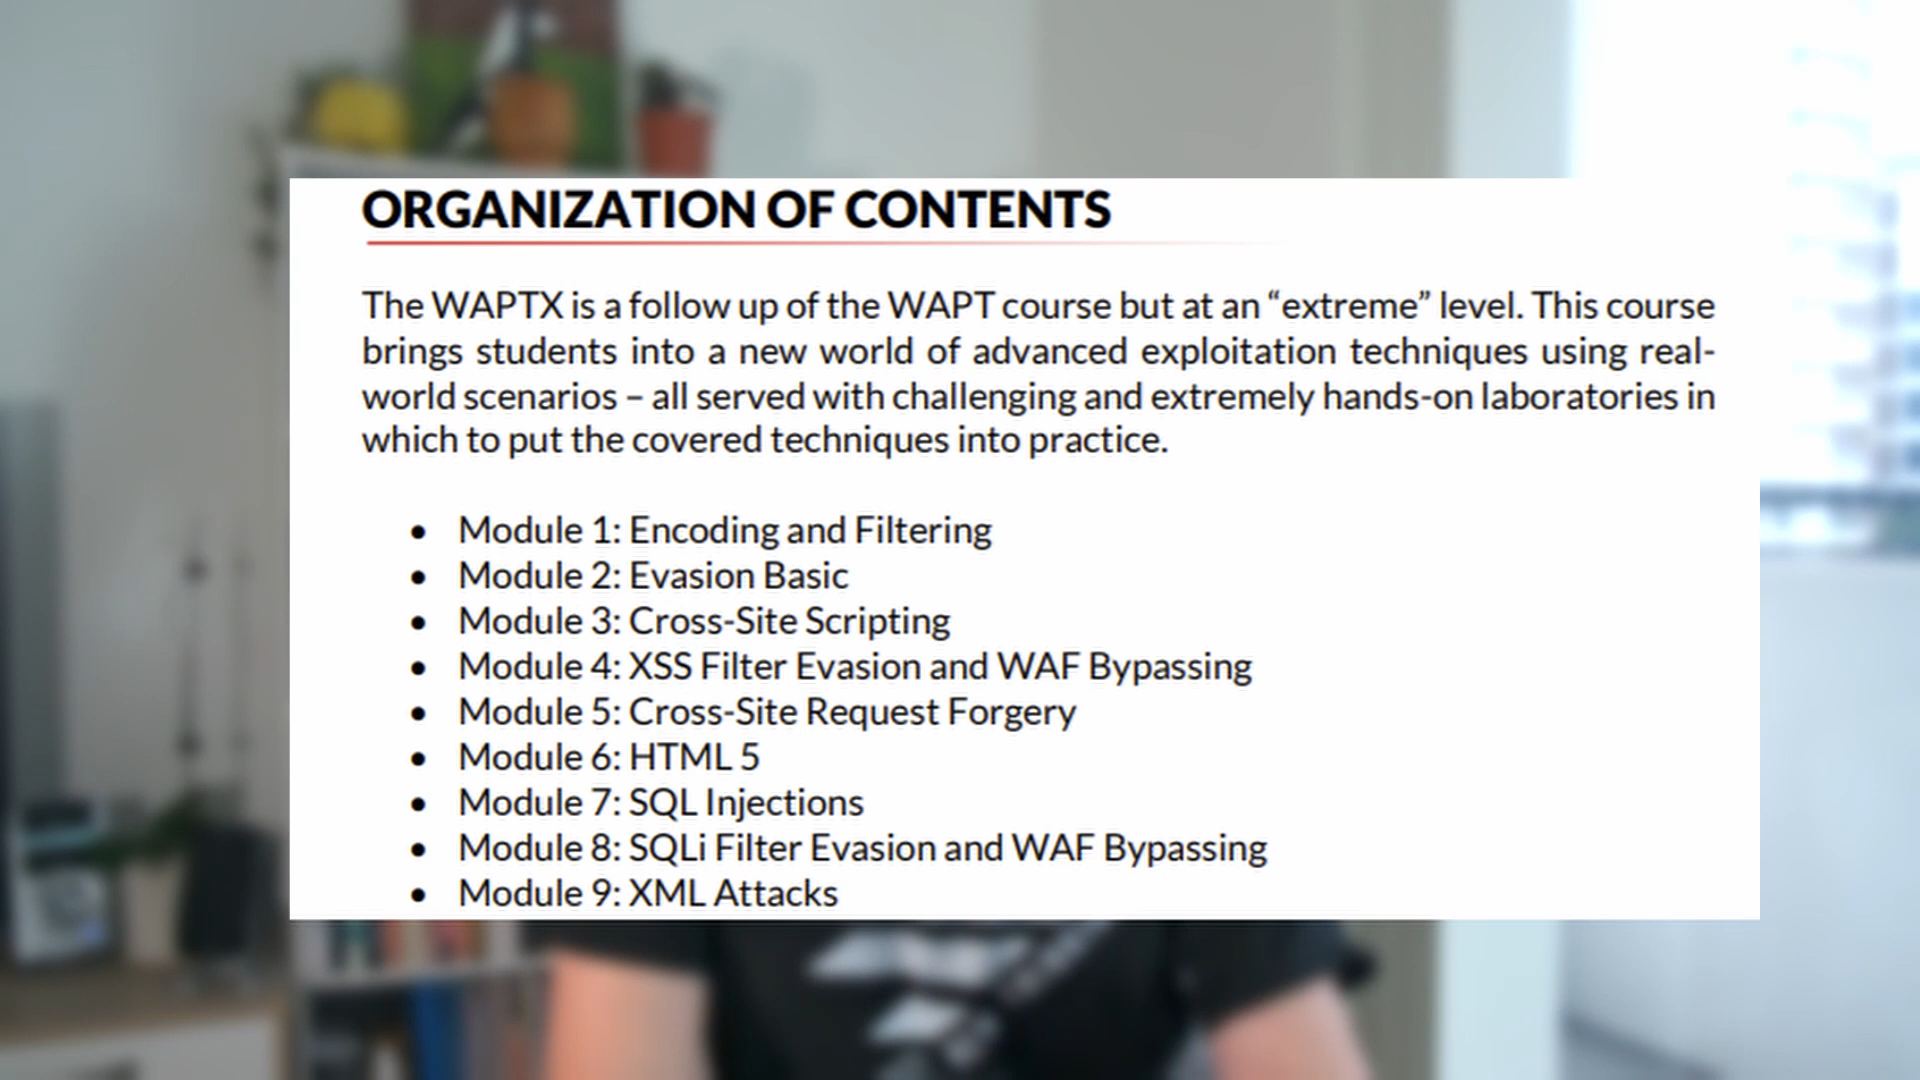 ORGANIZATION OF CONTENTS
The WAPTX is a follow up of the WAPT course but at an “extreme” level. This course
brings students into a new world of advanced exploitation techniques using real-
world scenarios – all served with challenging and extremely hands-on laboratories in
which to put the covered techniques into practice.
• Module 1: Encoding and Filtering
• Module 2: Evasion Basic
• Module 3: Cross-Site Scripting
• Module 4: XSS Filter Evasion and WAF Bypassing
• Module 5: Cross-Site Request Forgery
• Module 6: HTML 5
• Module 7: SQL Injections
• Module 8: SQLi Filter Evasion and WAF Bypassing
• Module 9: XML Attacks